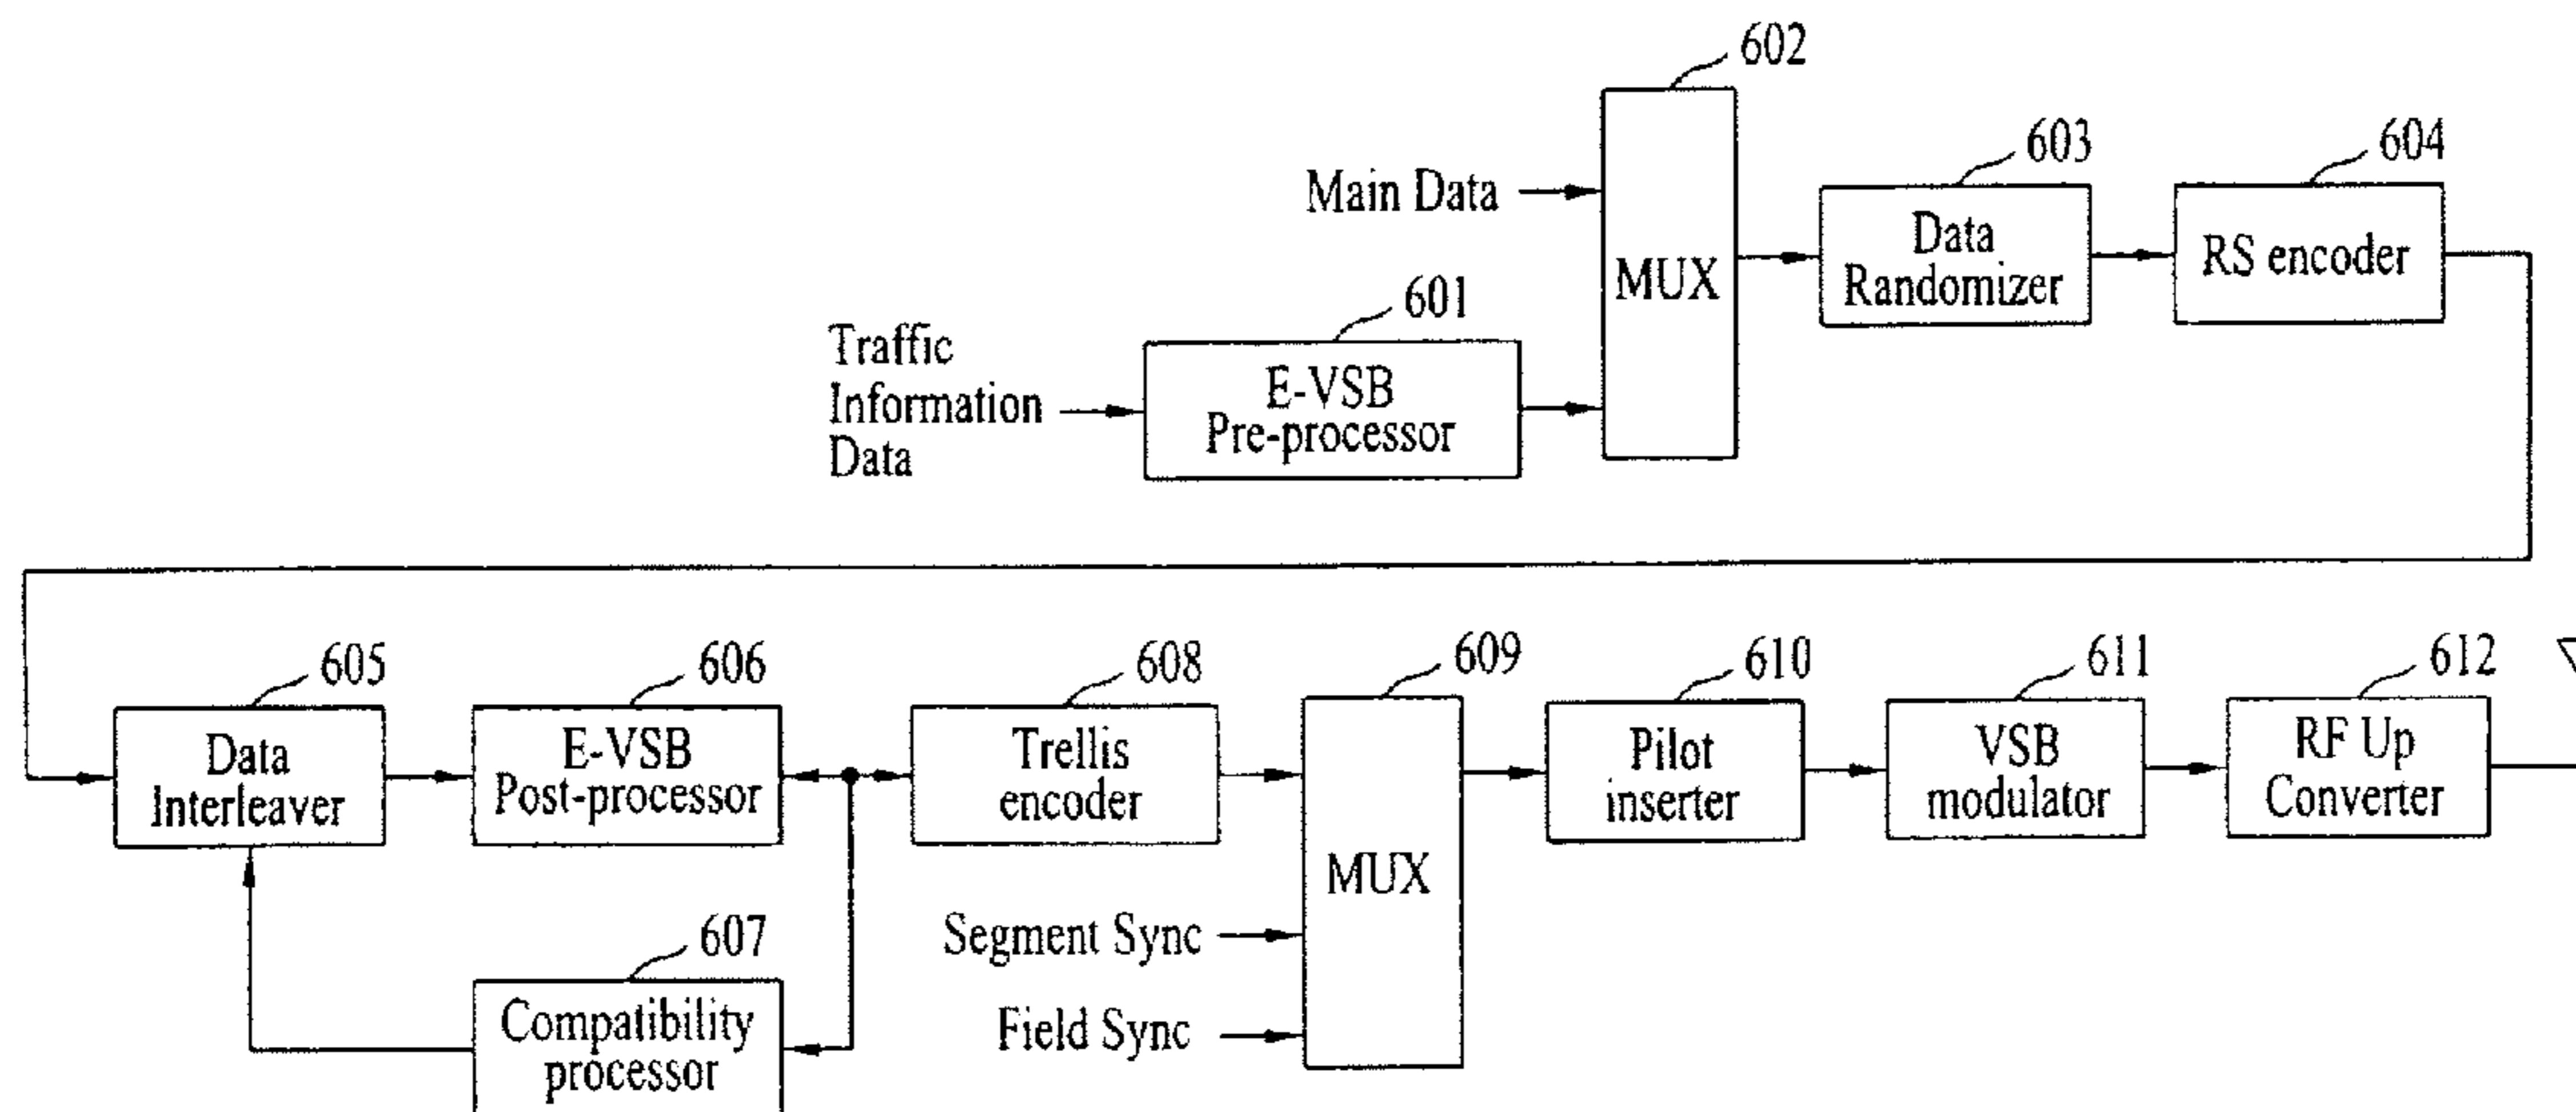 602
603
604
Main Data
MUX
Data
Randomizer
RS encoder
601
Traffic
Information
Data
E-VSB
Pre-processor
605
606
608
609
610
611
612
Data
Interleaver
E-VSB
Post-processor
Trellis
encoder
MUX
Pilot
inserter
VSB
modulator
RF Up
Converter
607
Compatibility
processor
Segment Sync
Field Sync